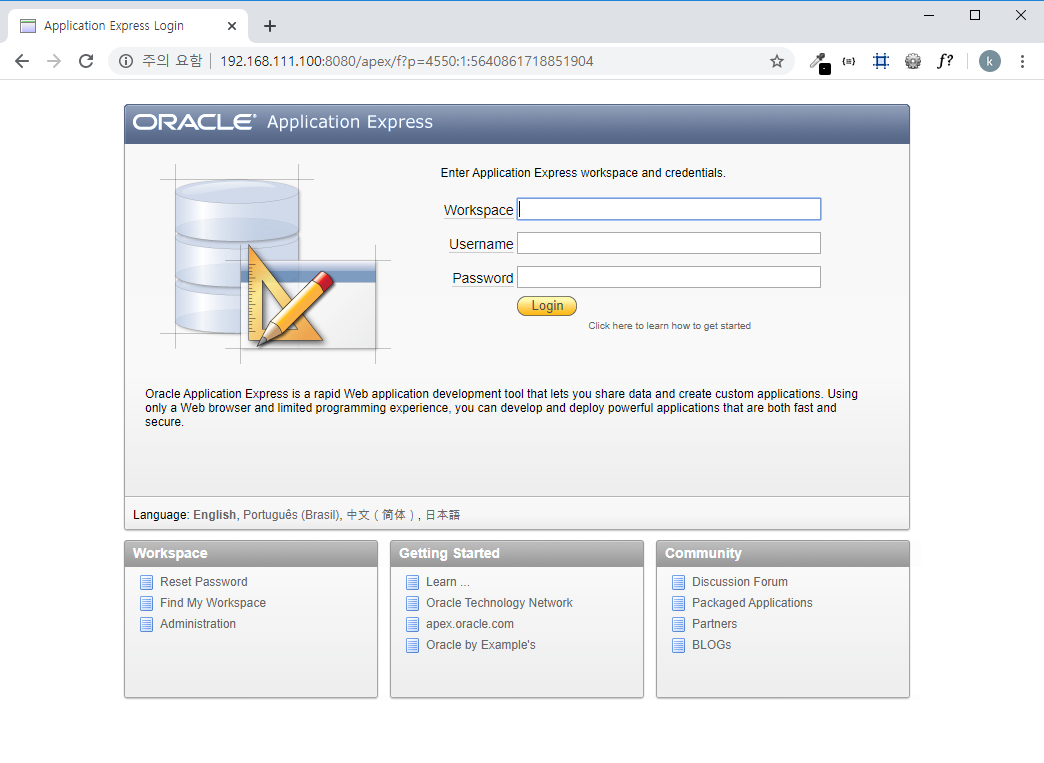 Application Express Login
주의 요함 192.168.111.100:8080/apex/f?p=4550:1:5640861718851904
{≡}
f?
k
ORACLE® Application Express
Enter Application Express workspace and credentials.
Workspace
Username
Password
Login
Click here to learn how to get started
Oracle Application Express is a rapid Web application development tool that lets you share data and create custom applications. Using
only a Web browser and limited programming experience, you can develop and deploy powerful applications that are both fast and
secure.
Language: English, Português (Brasil), 中文 ( 简体 ) , 日本語
Workspace
Reset Password
Find My Workspace
Administration
Getting Started
Learn ...
Oracle Technology Network
apex.oracle.com
Oracle by Example's
Community
Discussion Forum
Packaged Applications
Partners
BLOGs